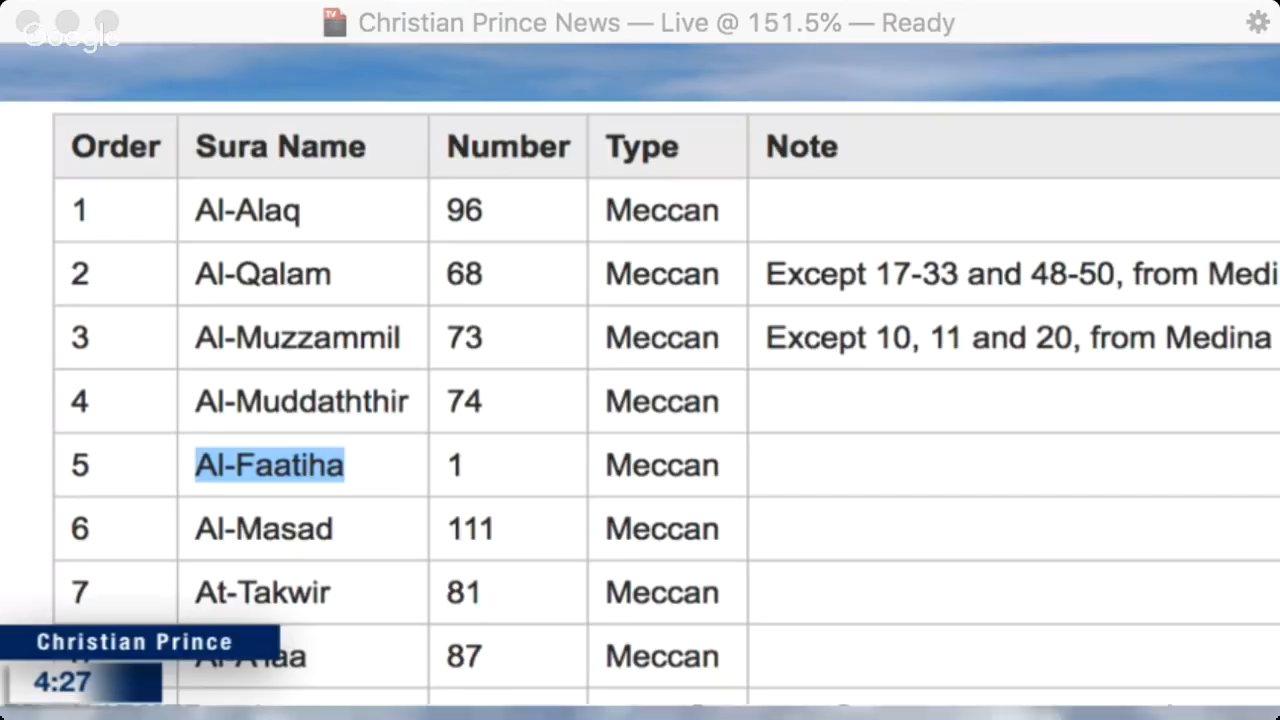 Google
Christian Prince News — Live @ 151.5% — Ready
Order Sura Name Number Type Note
1 Al-Alaq 96 Meccan
2 Al-Qalam 68 Meccan Except 17-33 and 48-50, from Medi
3 Al-Muzzammil 73 Meccan Except 10, 11 and 20, from Medina
4 Al-Muddaththir 74 Meccan
5 Al-Faatiha 1 Meccan
6 Al-Masad 111 Meccan
7 At-Takwir 81 Meccan
87 Meccan
Christian Prince
4:27